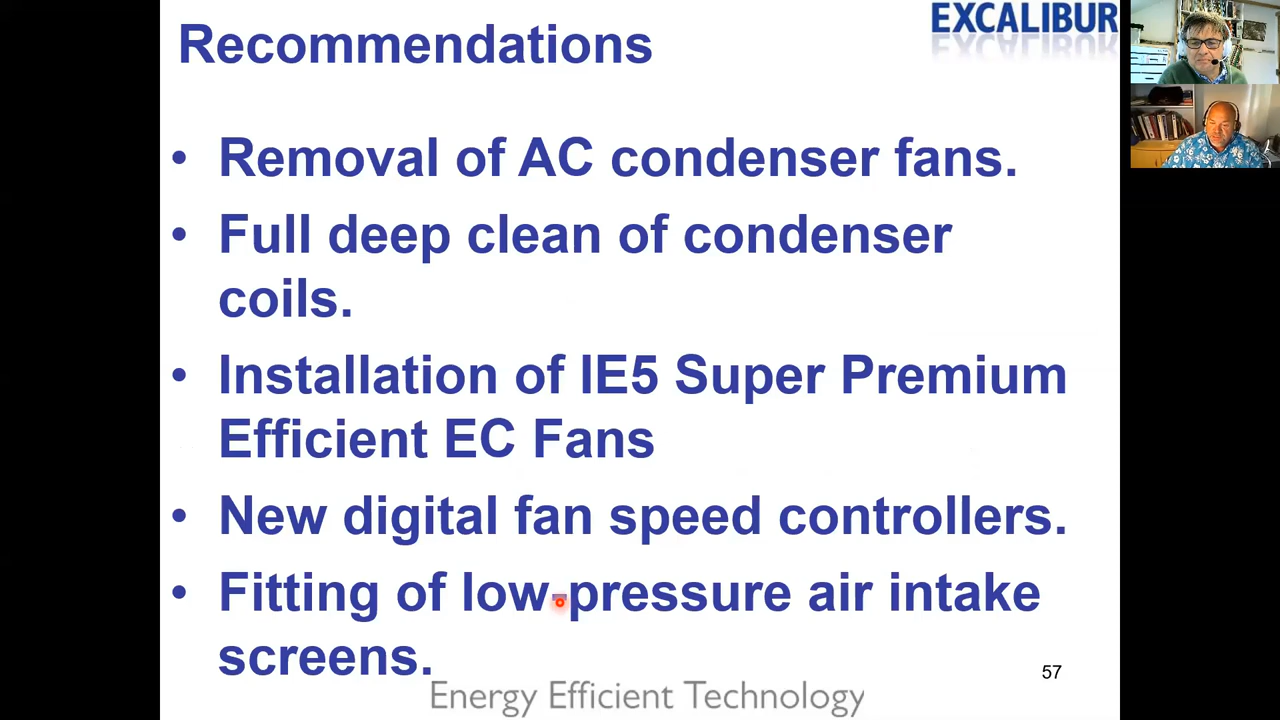 Recommendations
EXCALIBUR
• Removal of AC condenser fans.
• Full deep clean of condenser
coils.
• Installation of IE5 Super Premium
Efficient EC Fans
• New digital fan speed controllers.
• Fitting of low-pressure air intake
screens.
57
Energy Efficient Technology